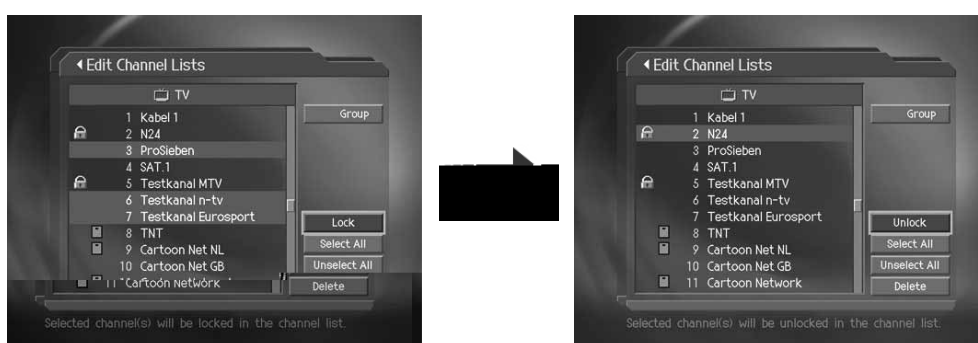 Edit Channel Lists
TV
1 Kabel 1
Group
2 N24
3 ProSieben
4 SAT.1
5 Testkanal MTV
6 Testkanal n-tv
7 Testkanal Eurosport
Lock
8 TNT
Select All
9 Cartoon Net NL
10 Cartoon Net GB
Unselect All
11 Cartoon Network
Delete
Selected channel(s) will be locked in the channel list.
Edit Channel Lists
TV
1 Kabel 1
Group
2 N24
3 ProSieben
4 SAT.1
5 Testkanal MTV
6 Testkanal n-tv
7 Testkanal Eurosport
Unlock
8 TNT
Select All
9 Cartoon Net NL
10 Cartoon Net GB
Unselect All
11 Cartoon Network
Delete
Selected channel(s) will be unlocked in the channel list.